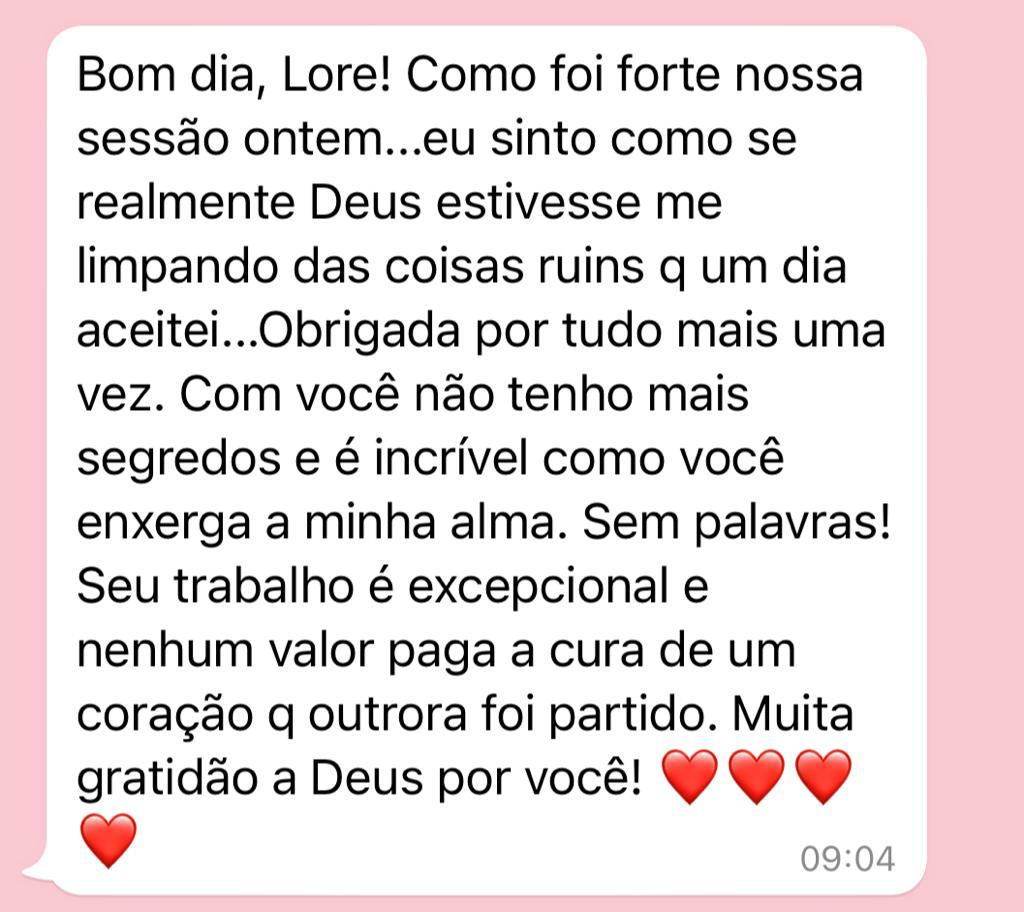 Bom dia, Lore! Como foi forte nossa
sessão ontem...eu sinto como se
realmente Deus estivesse me
limpando das coisas ruins q um dia
aceitei...Obrigada por tudo mais uma
vez. Com você não tenho mais
segredos e é incrível como você
enxerga a minha alma. Sem palavras!
Seu trabalho é excepcional e
nenhum valor paga a cura de um
coração q outrora foi partido. Muita
gratidão a Deus por você! ❤️❤️❤️
❤️
09:04